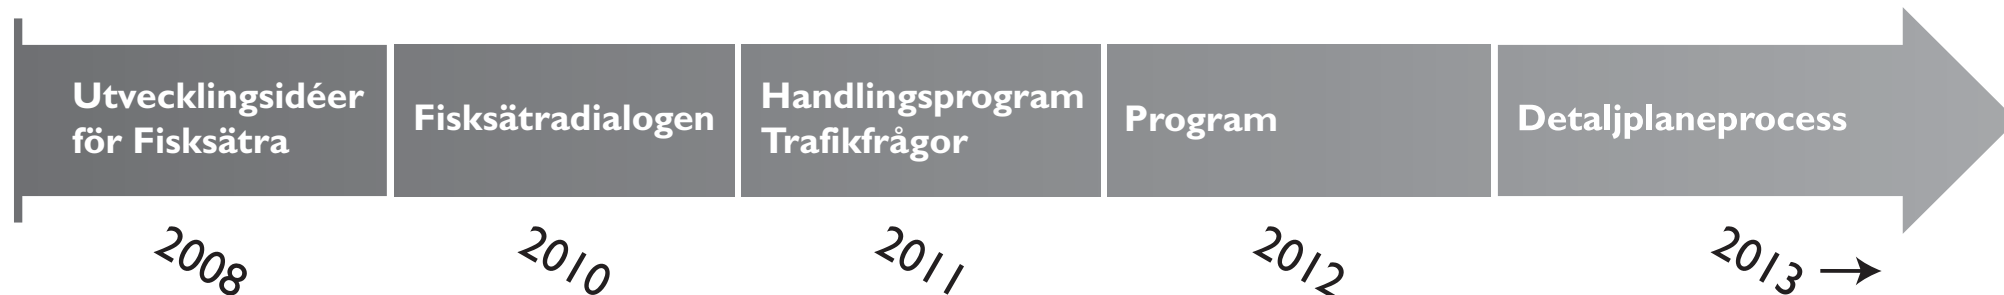 Utvecklingsidéer
för Fisksätra
Fisksätradialogen
Handlingsprogram
Trafikfrågor
Program
Detaljplaneprocess
2008
2010
2011
2012
2013 →